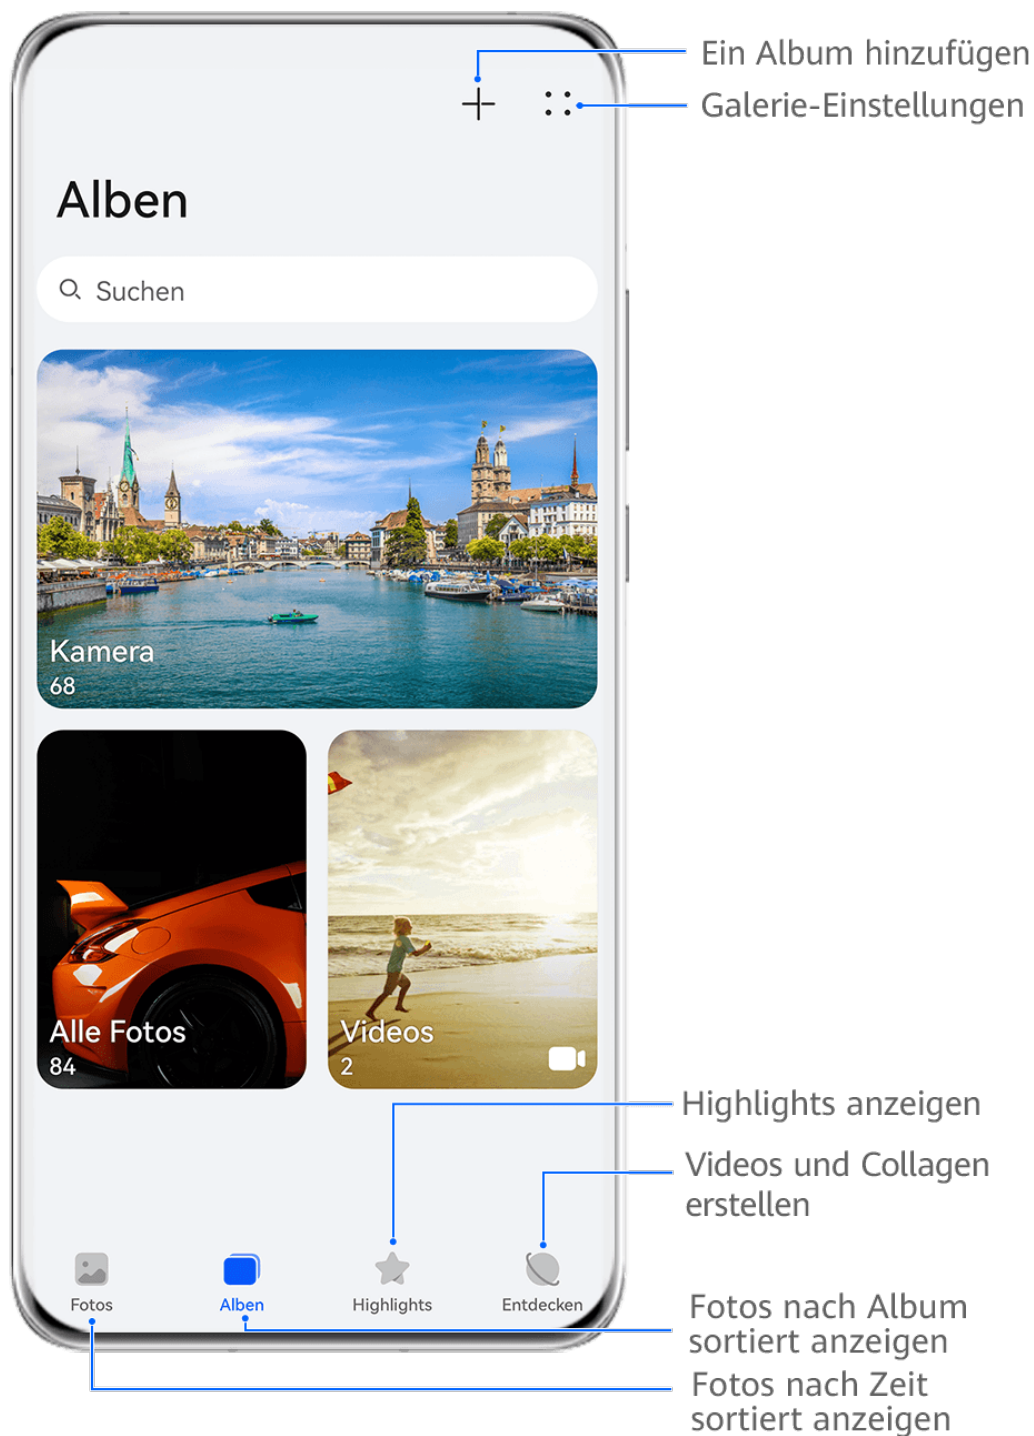 Ein Album hinzufügen
Galerie-Einstellungen
Alben
Suchen
Kamera
68
Alle Fotos
84
Videos
2
Highlights anzeigen
Videos und Collagen
erstellen
Fotos
Alben
Highlights
Entdecken
Fotos nach Album
sortiert anzeigen
Fotos nach Zeit
sortiert anzeigen